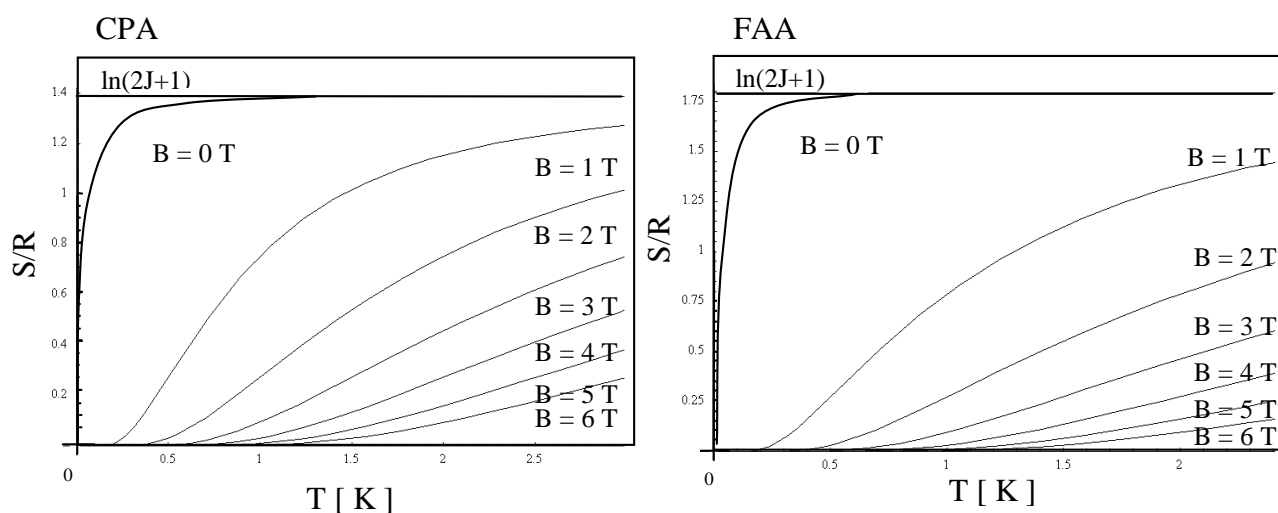 CPA
ln(2J+1)
1.4
1.2
1
0.8
0.6
0.4
0.2
S/R
B = 0 T
B = 1 T
B = 2 T
B = 3 T
B = 4 T
B = 5 T
B = 6 T
0
0.5
1
1.5
2
2.5
T [ K ]
FAA
ln(2J+1)
1.75
1.5
1.25
1
0.75
0.5
0.25
S/R
B = 0 T
B = 1 T
B = 2 T
B = 3 T
B = 4 T
B = 5 T
B = 6 T
0
0.5
1
1.5
2
T [ K ]